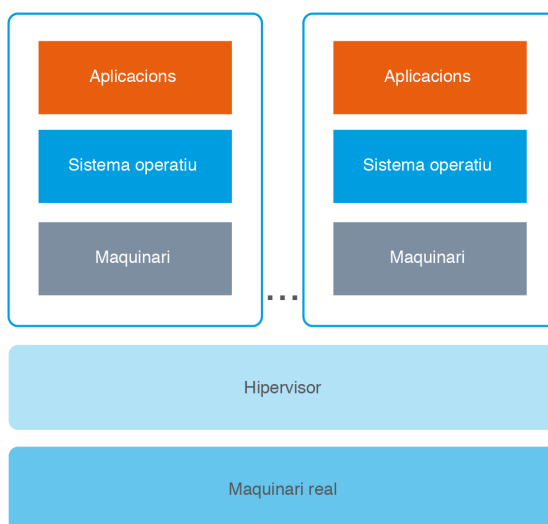 Aplicacions
Sistema operatiu
Maquinari
...
Aplicacions
Sistema operatiu
Maquinari
Hipervisor
Maquinari real